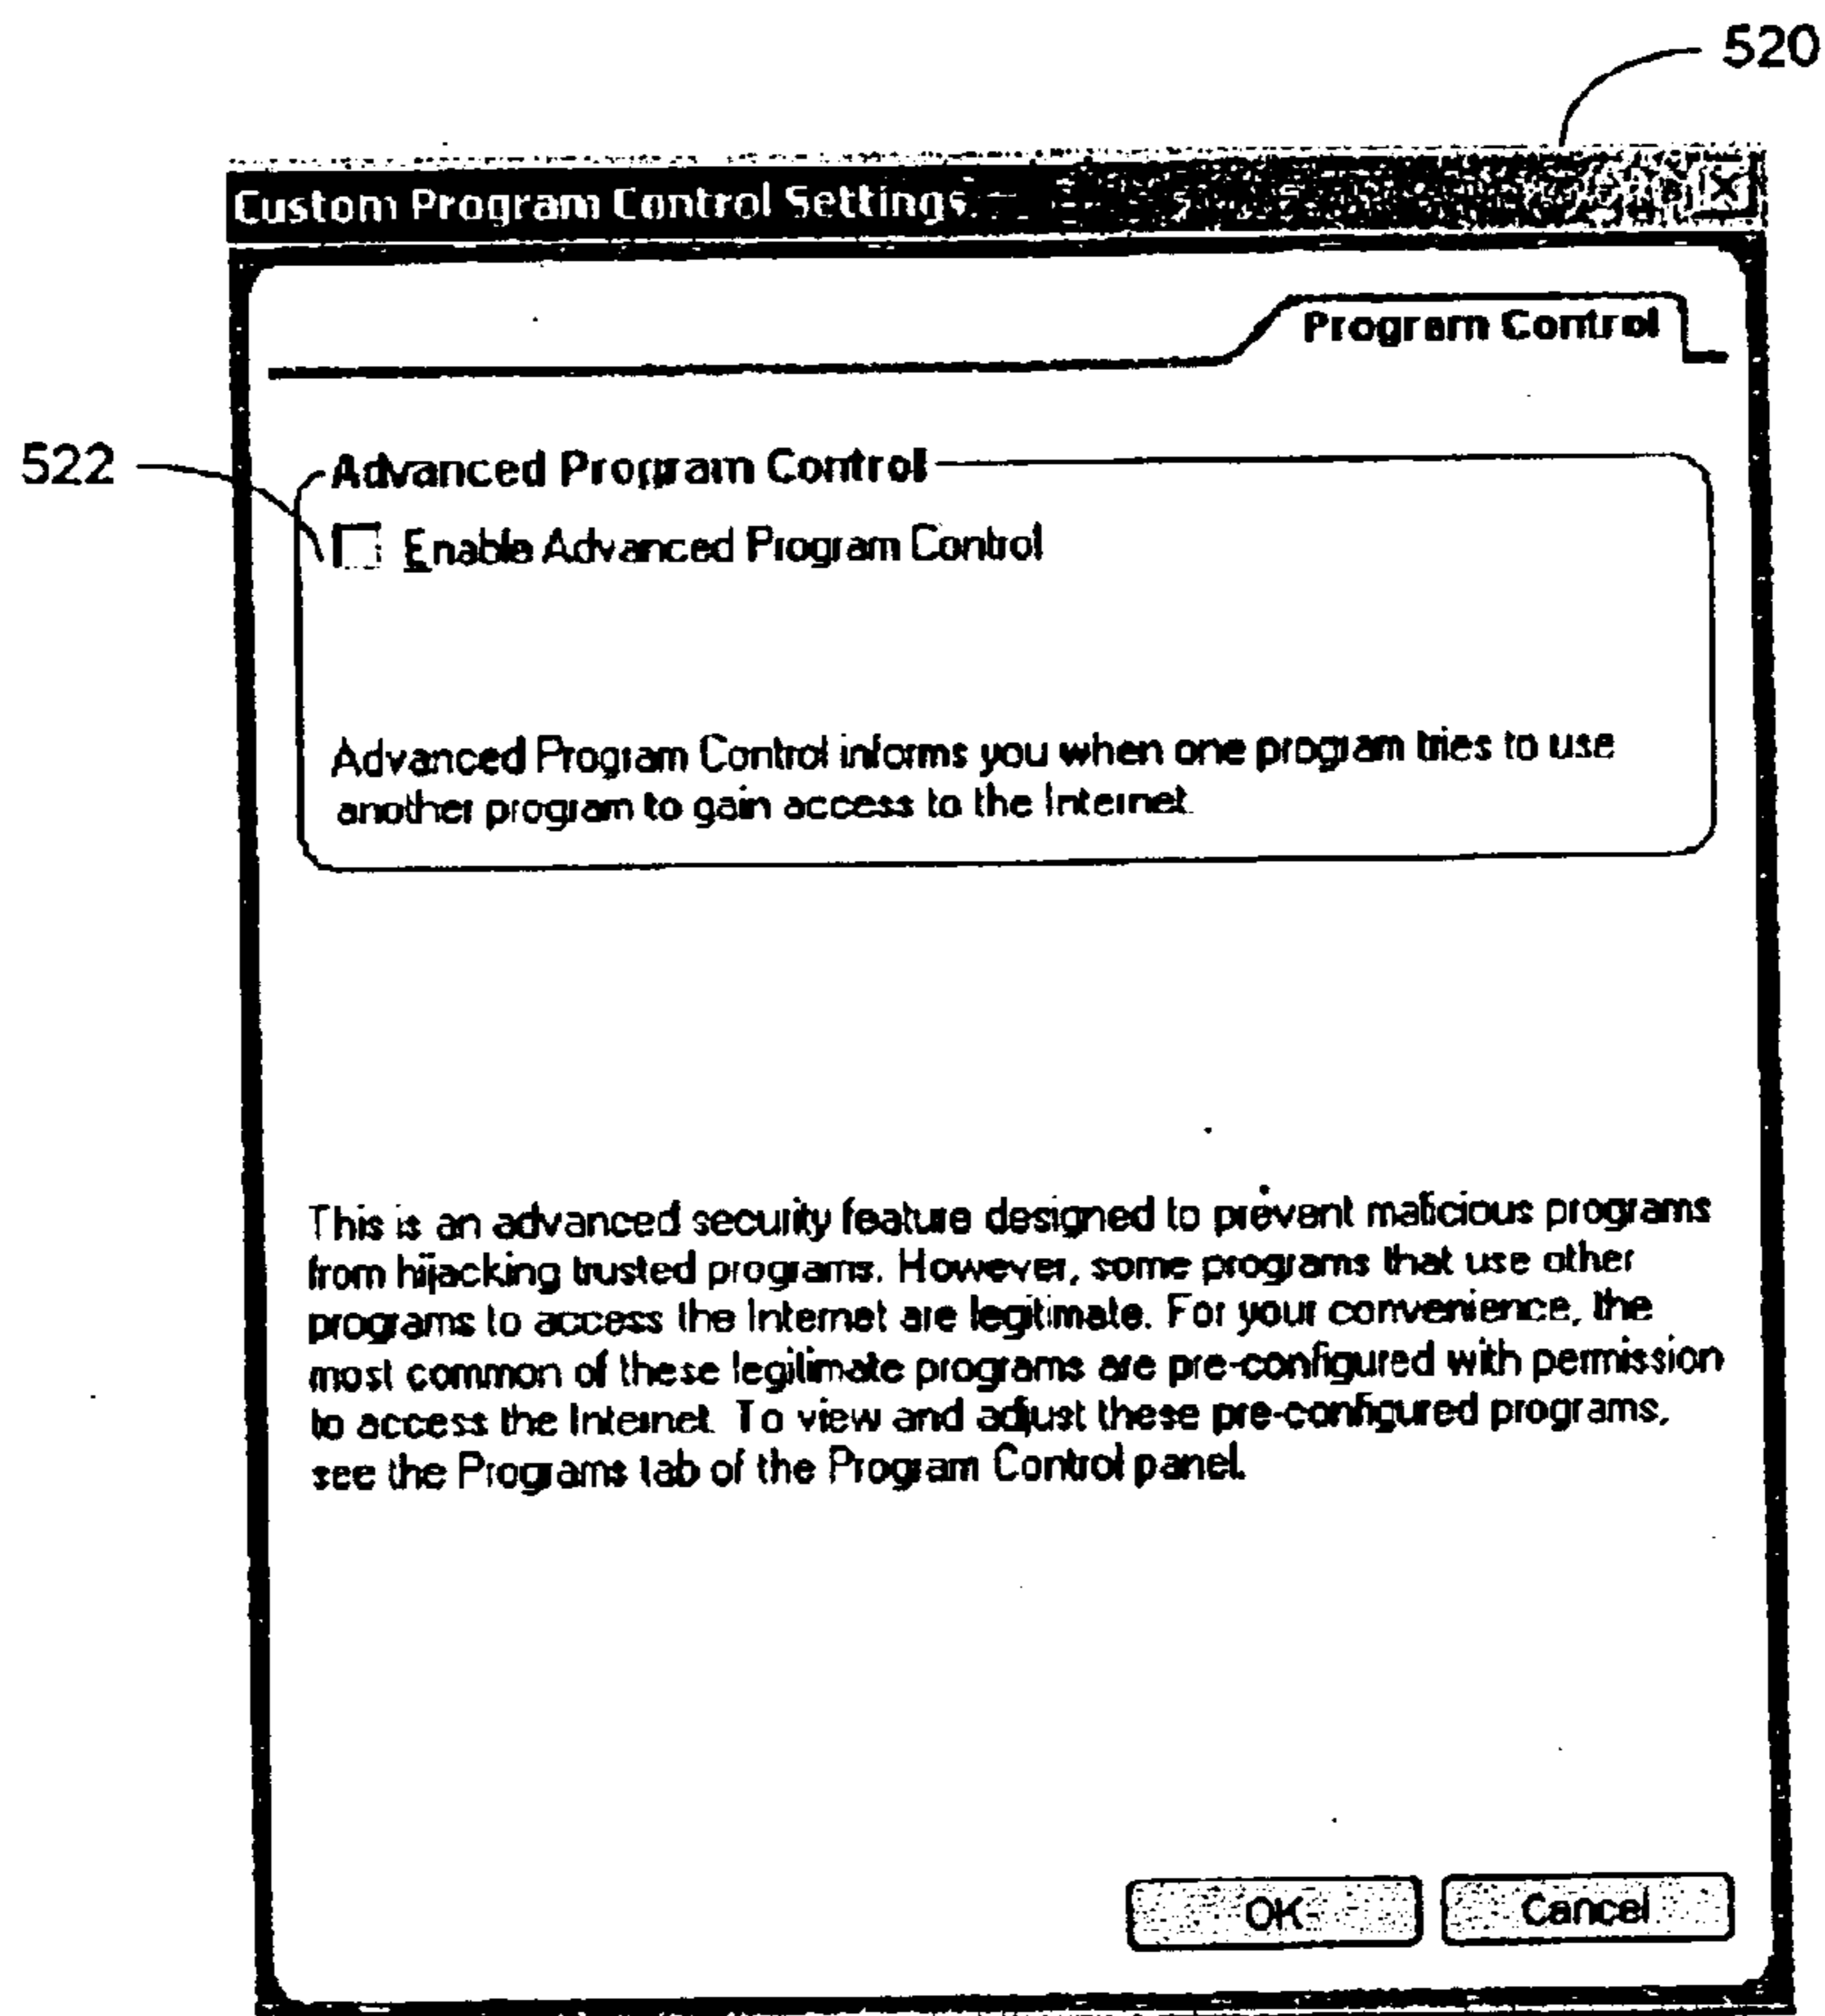 520
Custom Program Control Settings
Program Control
522
Advanced Program Control
Enable Advanced Program Control
Advanced Program Control informs you when one program tries to use
another program to gain access to the Internet.
This is an advanced security feature designed to prevent malicious programs
from hijacking trusted programs. However, some programs that use other
programs to access the Internet are legitimate. For your convenience, the
most common of these legitimate programs are pre-configured with permission
to access the Internet. To view and adjust these pre-configured programs,
see the Programs tab of the Program Control panel.
OK
Cancel